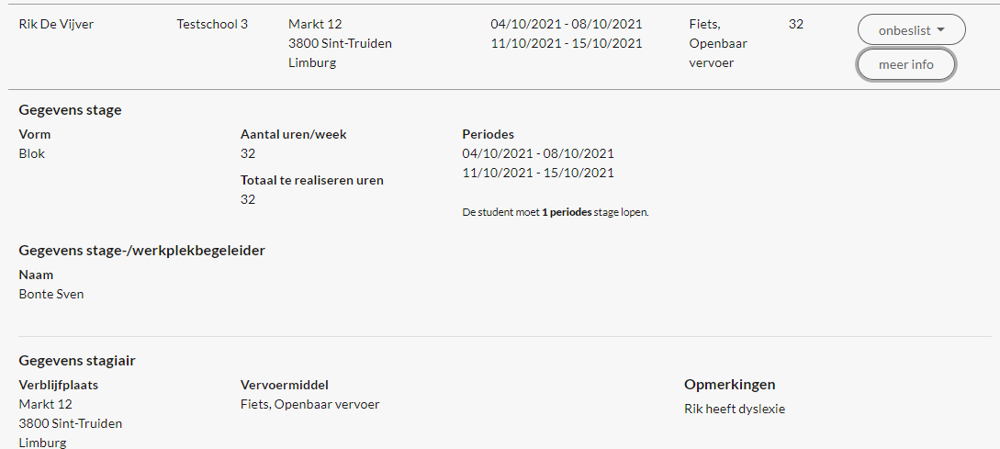 Rik De Vijver Testschool 3 Markt 12 04/10/2021 - 08/10/2021 Fiets, 32 onbeslist
3800 Sint-Truiden 11/10/2021 - 15/10/2021 Openbaar
Limburg vervoer meer info
Gegevens stage
Vorm Aantal uren/week Periodes
Blok 32 04/10/2021 - 08/10/2021
11/10/2021 - 15/10/2021
Totaal te realiseren uren
32
De student moet 1 periodes stage lopen.
Gegevens stage-/werkplekbegeleider
Naam
Bonte Sven
Gegevens stagiair
Verblijfplaats Vervoermiddel Opmerkingen
Markt 12 Fiets, Openbaar vervoer Rik heeft dyslexie
3800 Sint-Truiden
Limburg